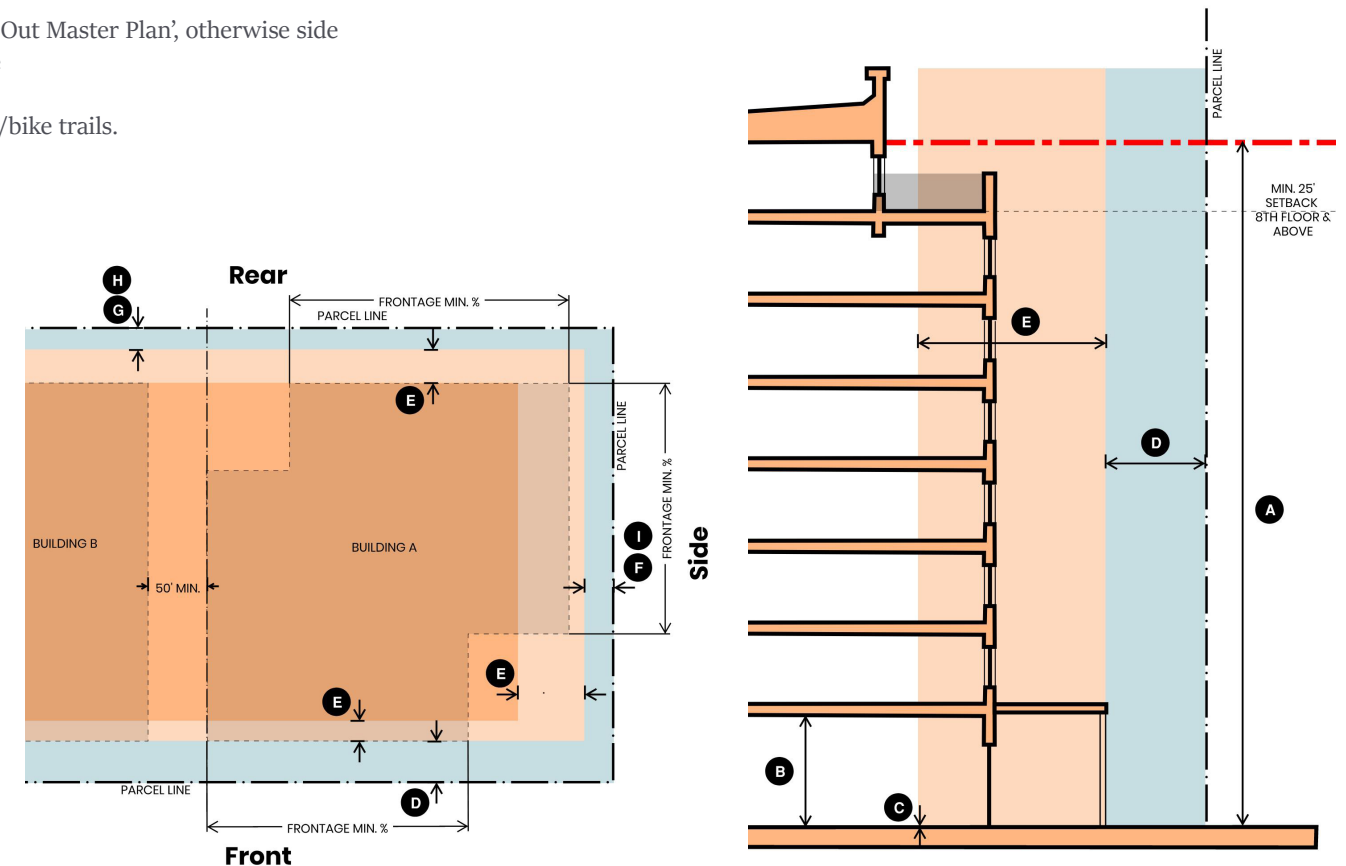 Out Master Plan’, otherwise side
/bike trails.
Rear
H
G
FRONTAGE MIN. %
PARCEL LINE
E
PARCEL LINE
FRONTAGE MIN. %
I
F
Side
BUILDING B
BUILDING A
50' MIN.
E
E
PARCEL LINE
D
FRONTAGE MIN. %
Front
PARCEL LINE
MIN. 25'
SETBACK
8TH FLOOR &
ABOVE
E
D
A
B
C